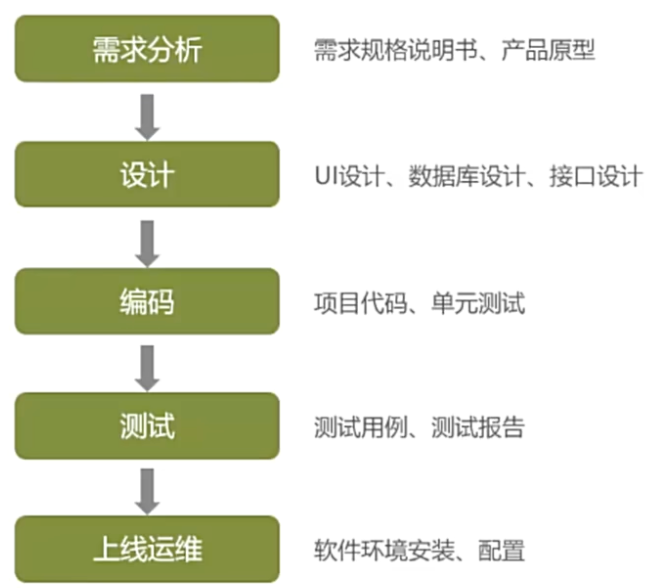 需求分析
需求规格说明书、产品原型
设计
UI设计、数据库设计、接口设计
编码
项目代码、单元测试
测试
测试用例、测试报告
上线运维
软件环境安装、配置